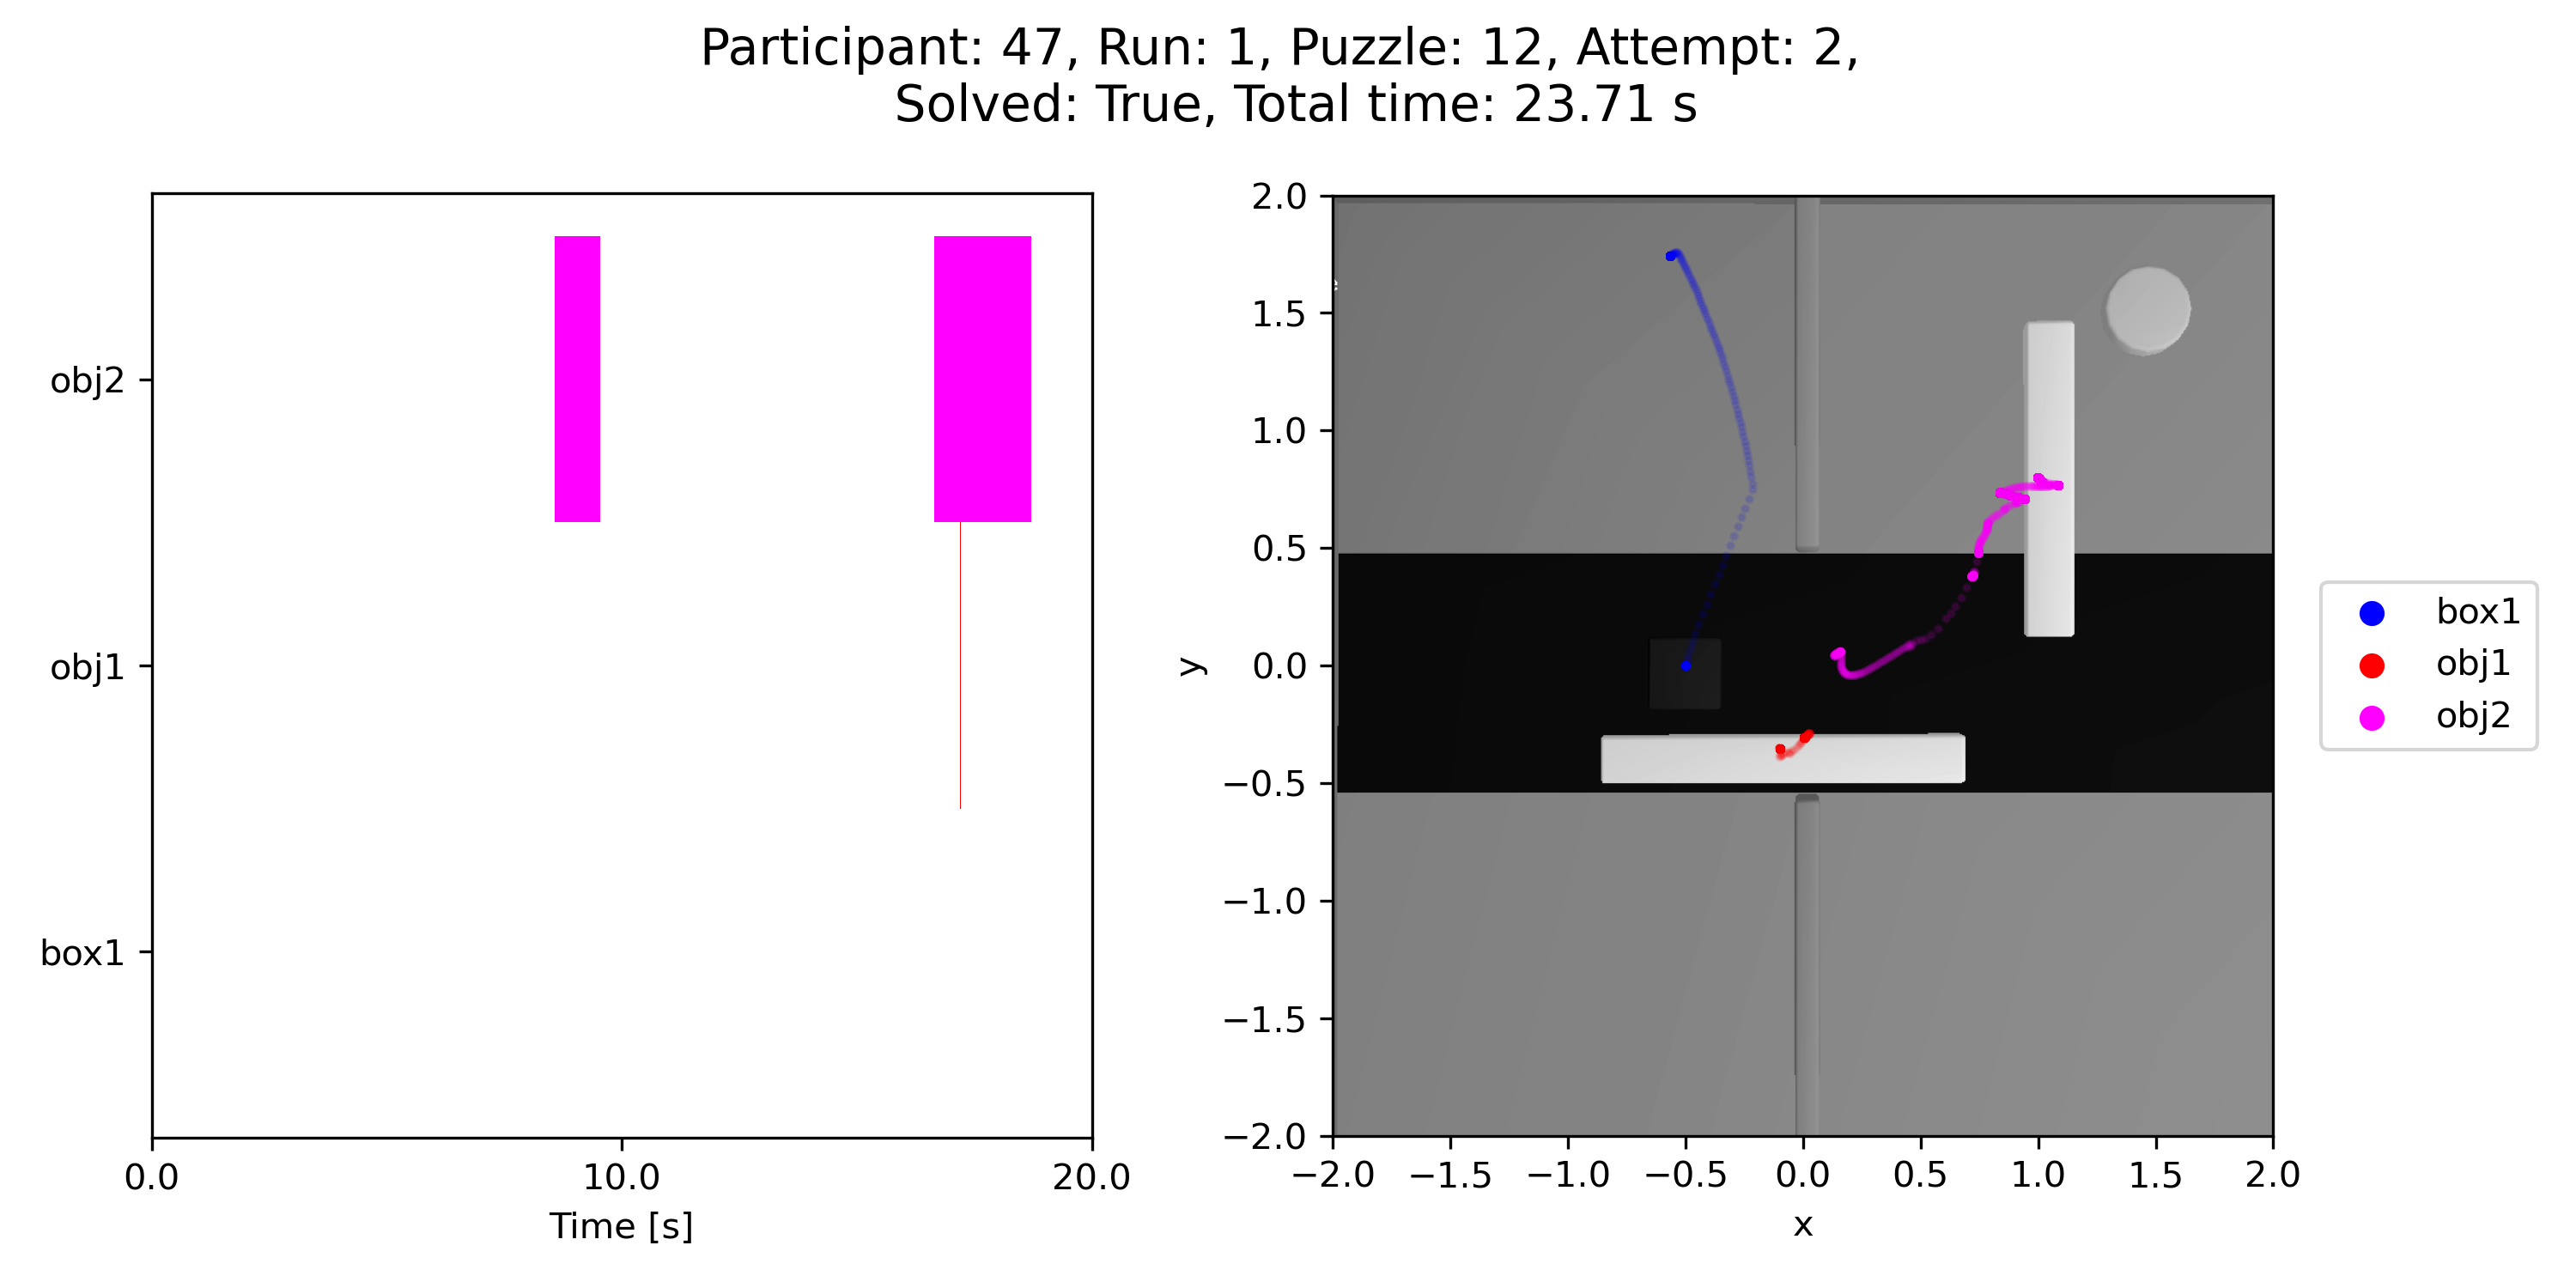 Participant: 47, Run: 1, Puzzle: 12, Attempt: 2,
Solved: True, Total time: 23.71 s
obj2
obj1
box1
0.0 10.0 20.0
Time [s]
2.0
1.5
1.0
0.5
0.0
−0.5
−1.0
−1.5
−2.0
y
−2.0 −1.5 −1.0 −0.5 0.0 0.5 1.0 1.5 2.0
x
e
box1
obj1
obj2